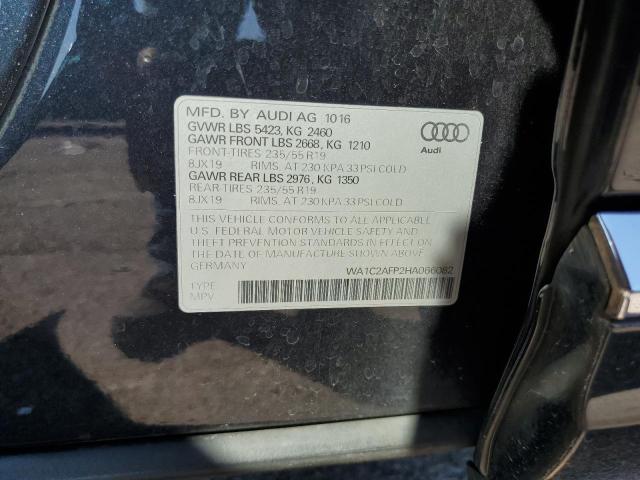 MFD. BY AUDI AG 1016
GVWR LBS 5423, KG 2460
GAWR FRONT LBS 2668, KG 1210
FRONT-TIRES 235/55 R19
8JX19 RIMS AT 230 KPA 33 PSI COLD
GAWR REAR LBS 2976, KG 1350
REAR-TIRES 235/55 R19
8JX19 RIMS AT 230 KPA 33 PSI COLD
Audi
THIS VEHICLE CONFORMS TO ALL APPLICABLE
U.S. FEDERAL MOTOR VEHICLE SAFETY AND
THEFT PREVENTION STANDARDS IN EFFECT ON
THE DATE OF MANUFACTURE SHOWN ABOVE.
GERMANY
WA1C2AFP2HA066082
TYPE
MPV